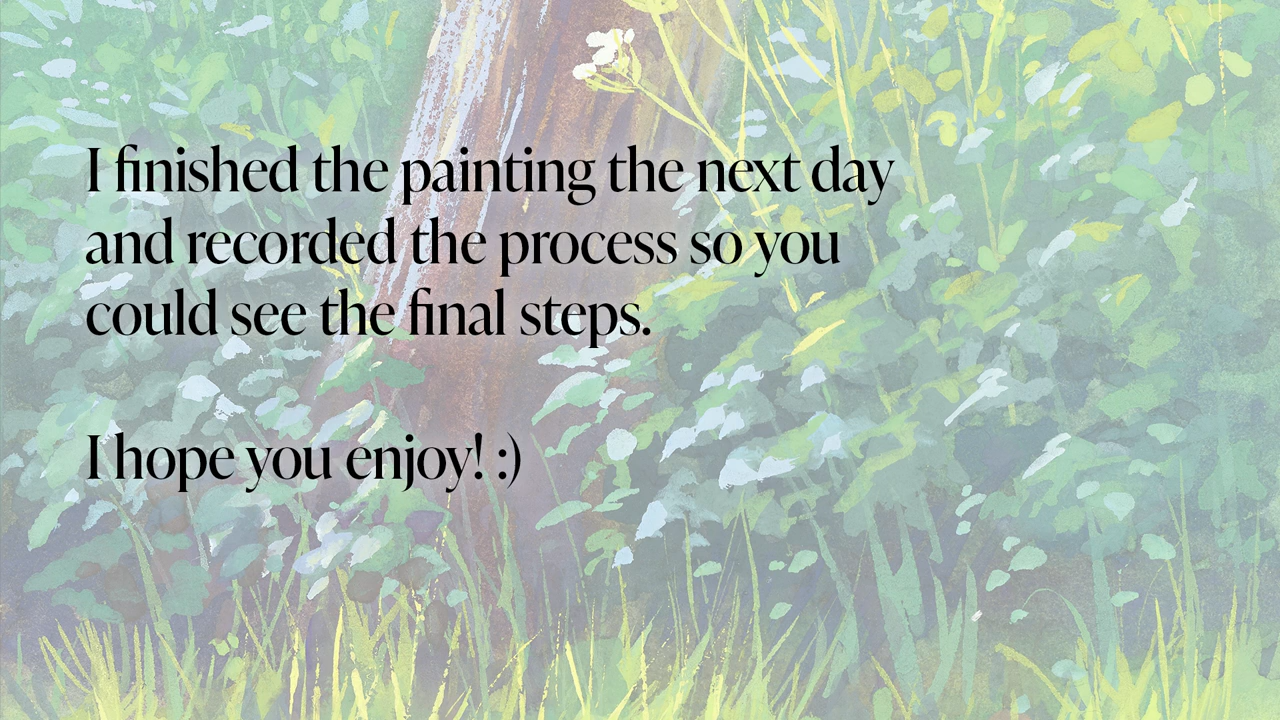 I finished the painting the next day
and recorded the process so you
could see the final steps.
I hope you enjoy! :)